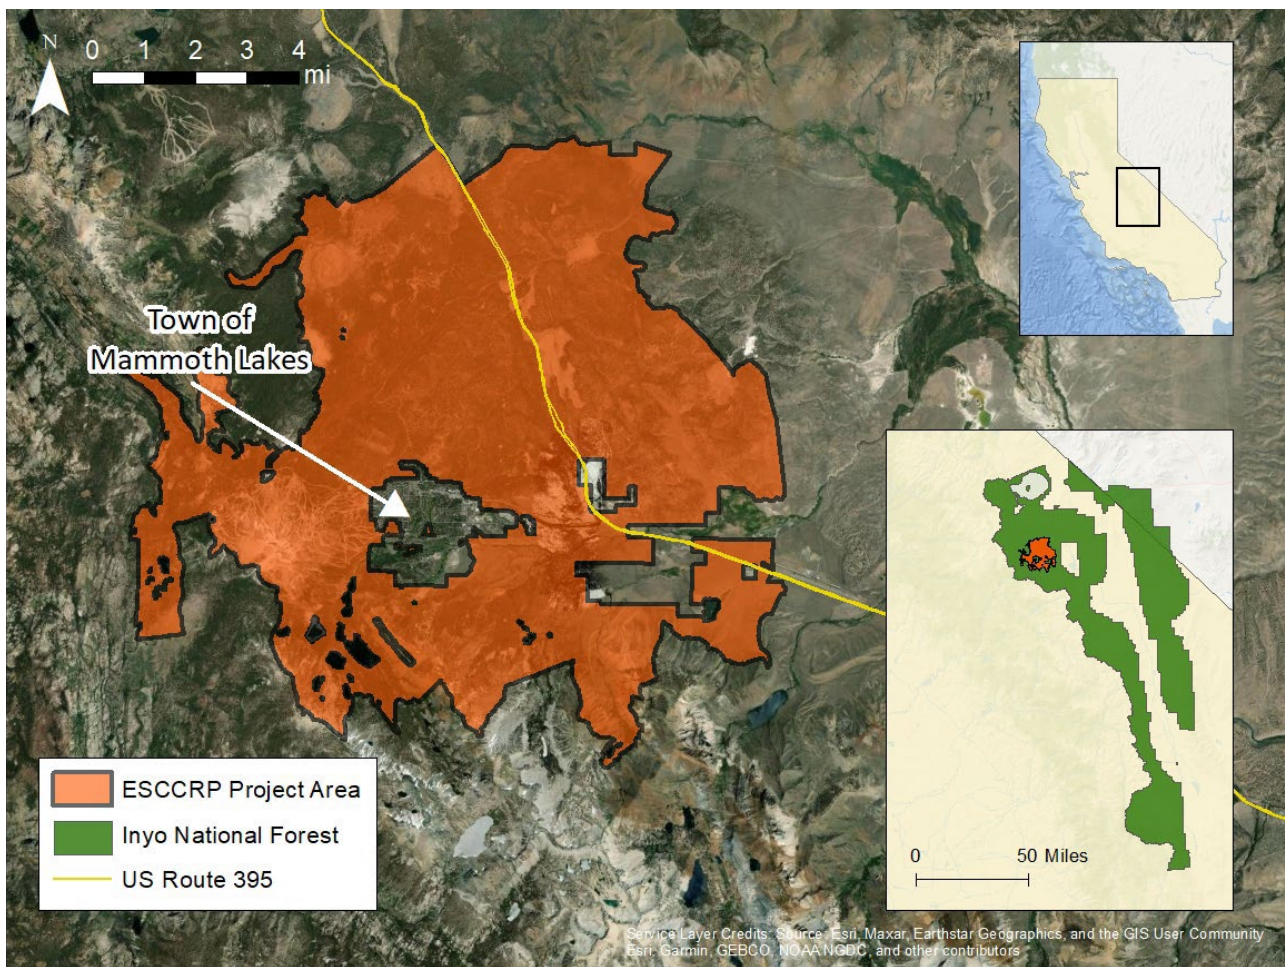 N
0 1 2 3 4
mi
Town of
Mammoth Lakes
ESCCRP Project Area
Inyo National Forest
US Route 395
0 50 Miles
Service Layer Credits: Source: Esri, Maxar, Earthstar Geographics, and the GIS User Community
Esri, Garmin, GEBCO, NOAA NGDC, and other contributors